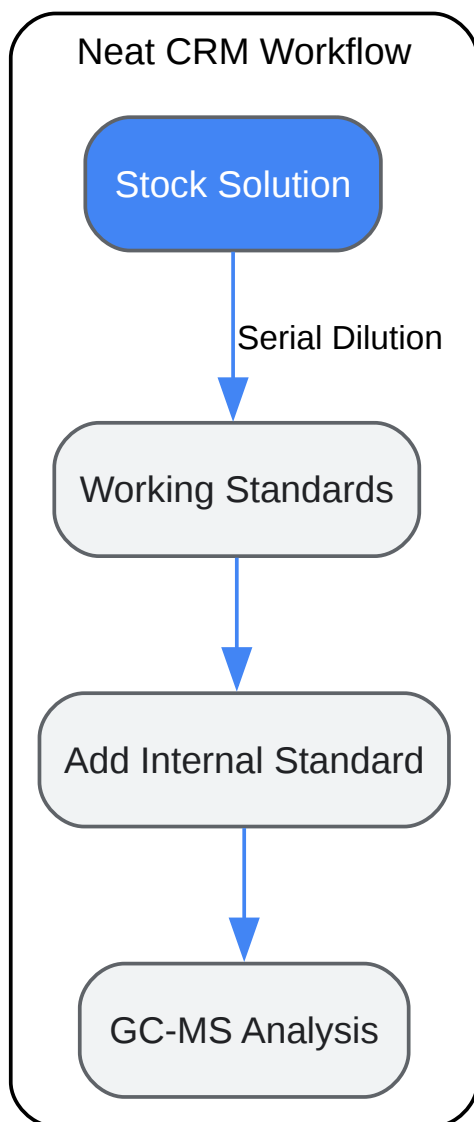 Neat CRM Workflow
Stock Solution
Serial Dilution
Working Standards
Add Internal Standard
GC-MS Analysis